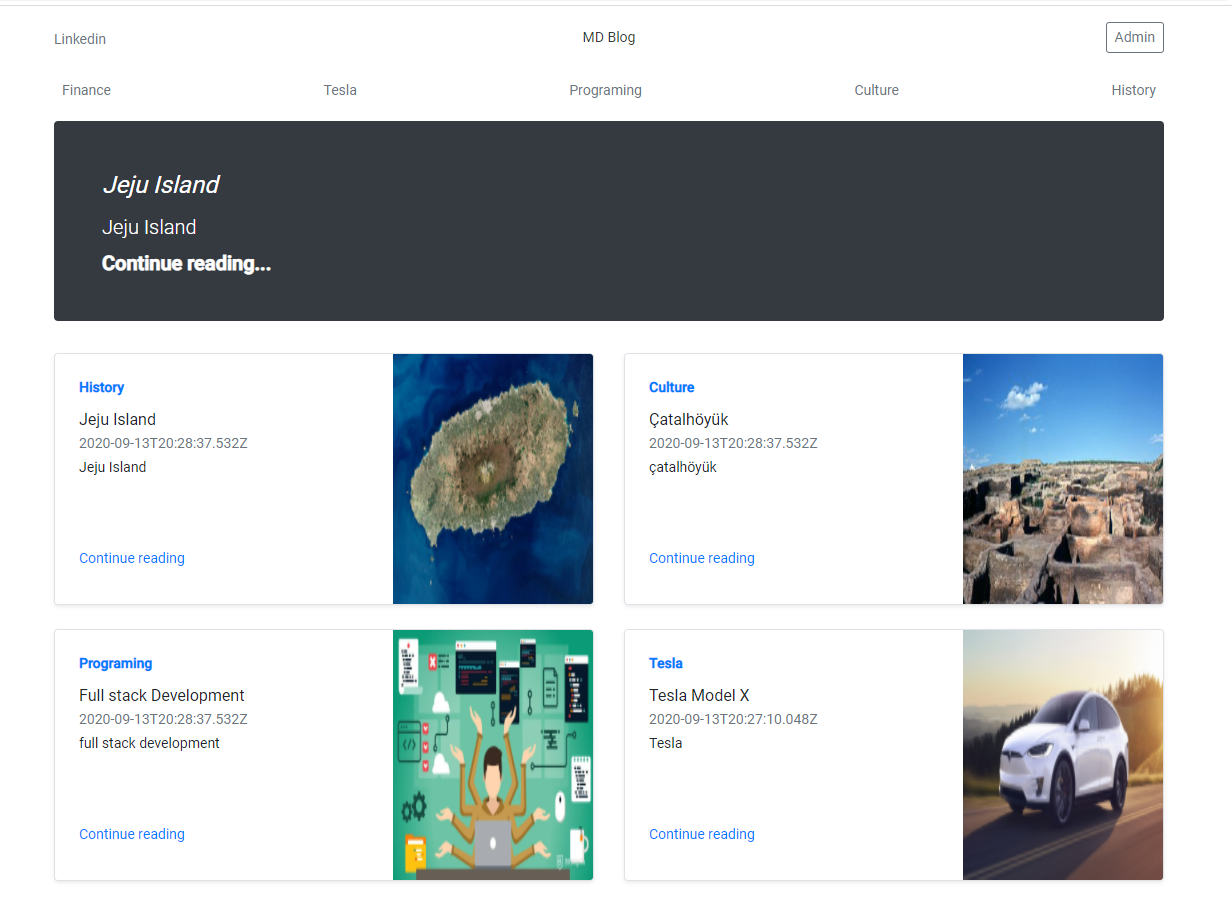 Linkedin
MD Blog
Admin
Finance
Tesla
Programing
Culture
History
Jeju Island
Jeju Island
Continue reading...
History
Jeju Island
2020-09-13T20:28:37.532Z
Jeju Island
Continue reading
Culture
Çatalhöyük
2020-09-13T20:28:37.532Z
çatalhöyük
Continue reading
Programing
Full stack Development
2020-09-13T20:28:37.532Z
full stack development
Continue reading
Tesla
Tesla Model X
2020-09-13T20:27:10.048Z
Tesla
Continue reading